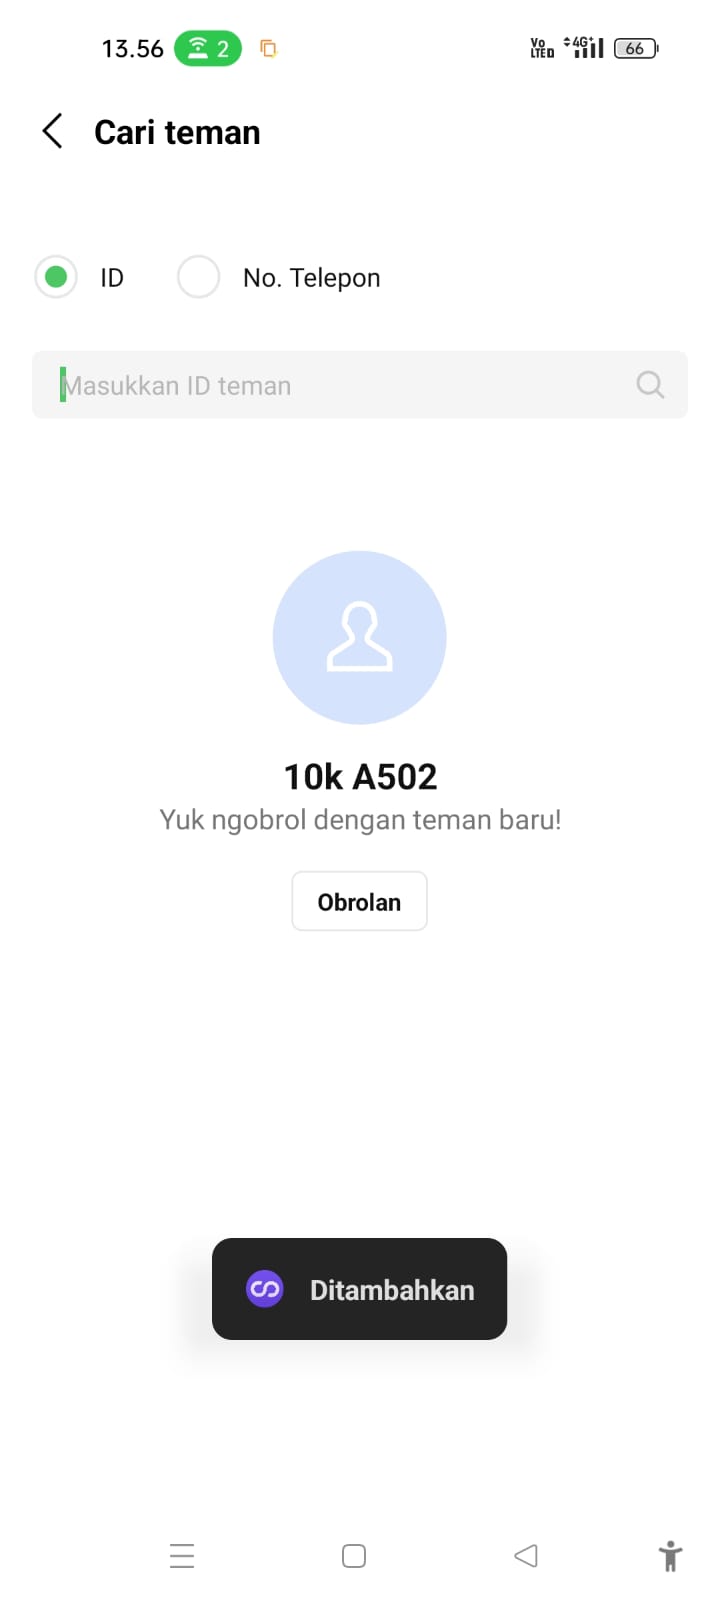 13.56 2 Vo LTED 4G+ 66
Cari teman
ID No. Telepon
Masukkan ID teman
10k A502
Yuk ngobrol dengan teman baru!
Obrolan
Ditambahkan